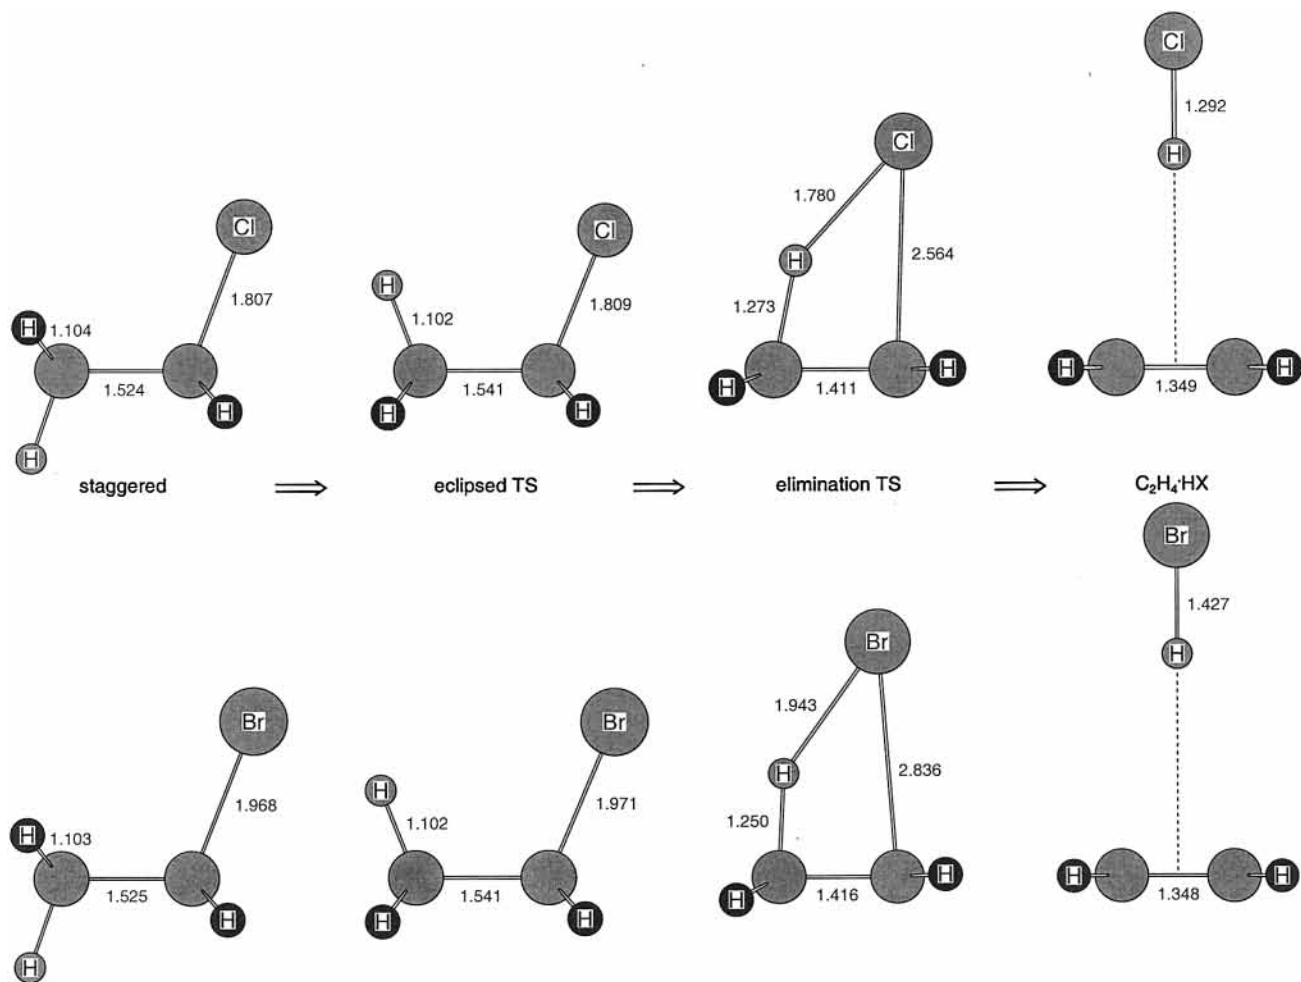 Cl
1.292
H
Cl
1.780
H
2.564
1.273
H
1.411
H
H
1.349
H
Cl
1.807
H
1.104
1.524
H
H
Cl
H
1.102
1.809
1.541
H
H
staggered ⇒ eclipsed TS ⇒ elimination TS ⇒ C₂H₄·HX
Br
1.427
H
Br
1.943
H
2.836
1.250
H
1.416
H
H
1.348
H
Br
1.968
H
1.103
1.525
H
H
Br
H
1.971
1.102
1.541
H
H